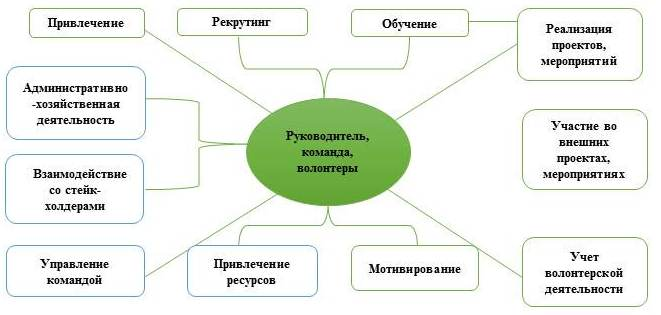 Привлечение
Рекрутинг
Обучение
Реализация
проектов,
мероприятий
Административно
-хозяйственная
деятельность
Руководитель,
команда,
волонтеры
Участие во
внешних
проектах,
мероприятиях
Взаимодействие
со стейк-
холдерами
Управление
командой
Привлечение
ресурсов
Мотивирование
Учет
волонтерской
деятельности